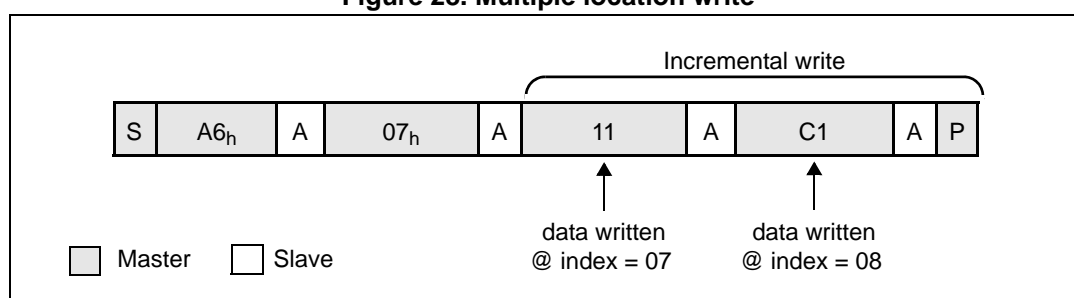 Figure 28. Multiple location write
Incremental write
S A6h A 07h A 11 A C1 A P
data written
@ index = 07
data written
@ index = 08
Master Slave